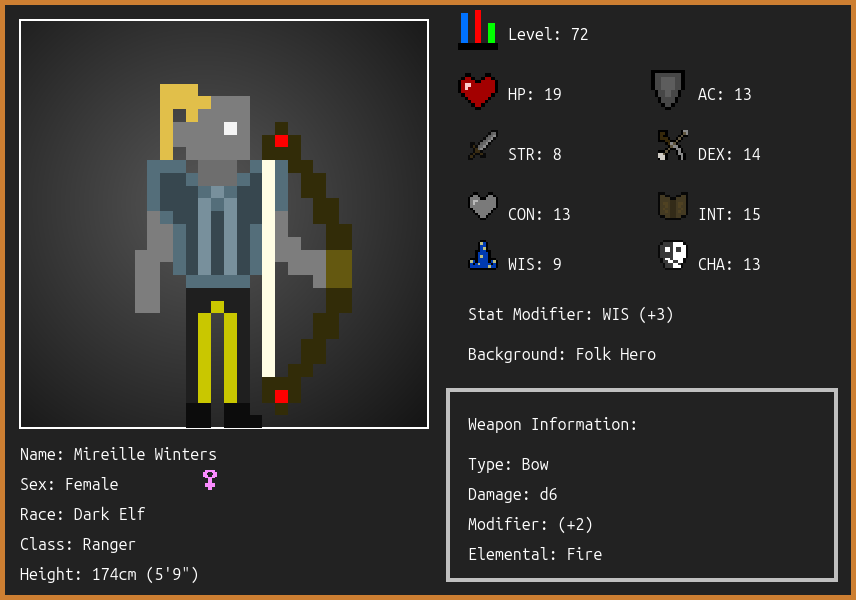 Level: 72
HP: 19
AC: 13
STR: 8
DEX: 14
CON: 13
INT: 15
WIS: 9
CHA: 13
Stat Modifier: WIS (+3)
Background: Folk Hero
Weapon Information:
Type: Bow
Damage: d6
Modifier: (+2)
Elemental: Fire
Name: Mireille Winters
Sex: Female
Race: Dark Elf
Class: Ranger
Height: 174cm (5'9")